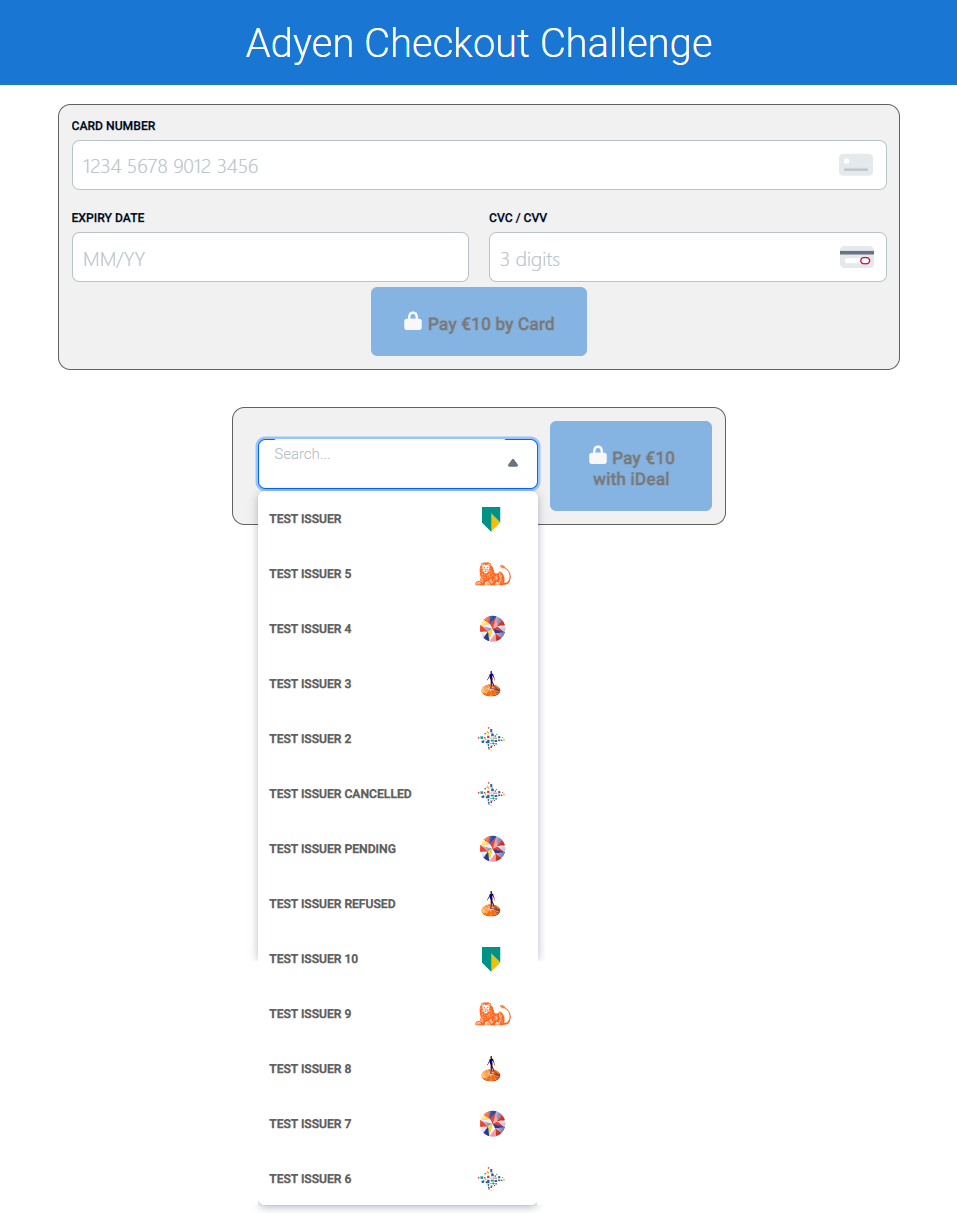 Adyen Checkout Challenge
CARD NUMBER
1234 5678 9012 3456
EXPIRY DATE
CVC / CVV
MM/YY
3 digits
Pay €10 by Card
Search...
Pay €10
with iDeal
TEST ISSUER
TEST ISSUER 5
TEST ISSUER 4
TEST ISSUER 3
TEST ISSUER 2
TEST ISSUER CANCELLED
TEST ISSUER PENDING
TEST ISSUER REFUSED
TEST ISSUER 10
TEST ISSUER 9
TEST ISSUER 8
TEST ISSUER 7
TEST ISSUER 6